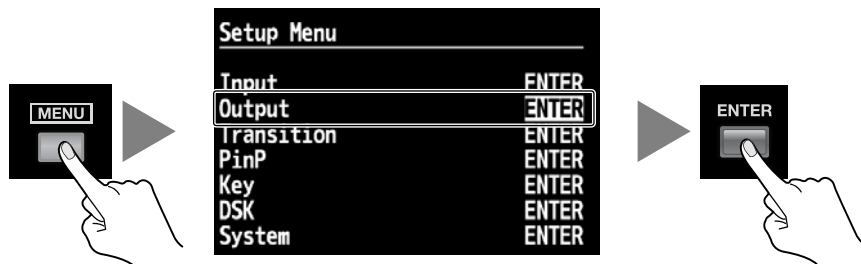 MENU
Setup Menu
Input ENTER
Output ENTER
Transition ENTER
PinP ENTER
Key ENTER
DSK ENTER
System ENTER
ENTER